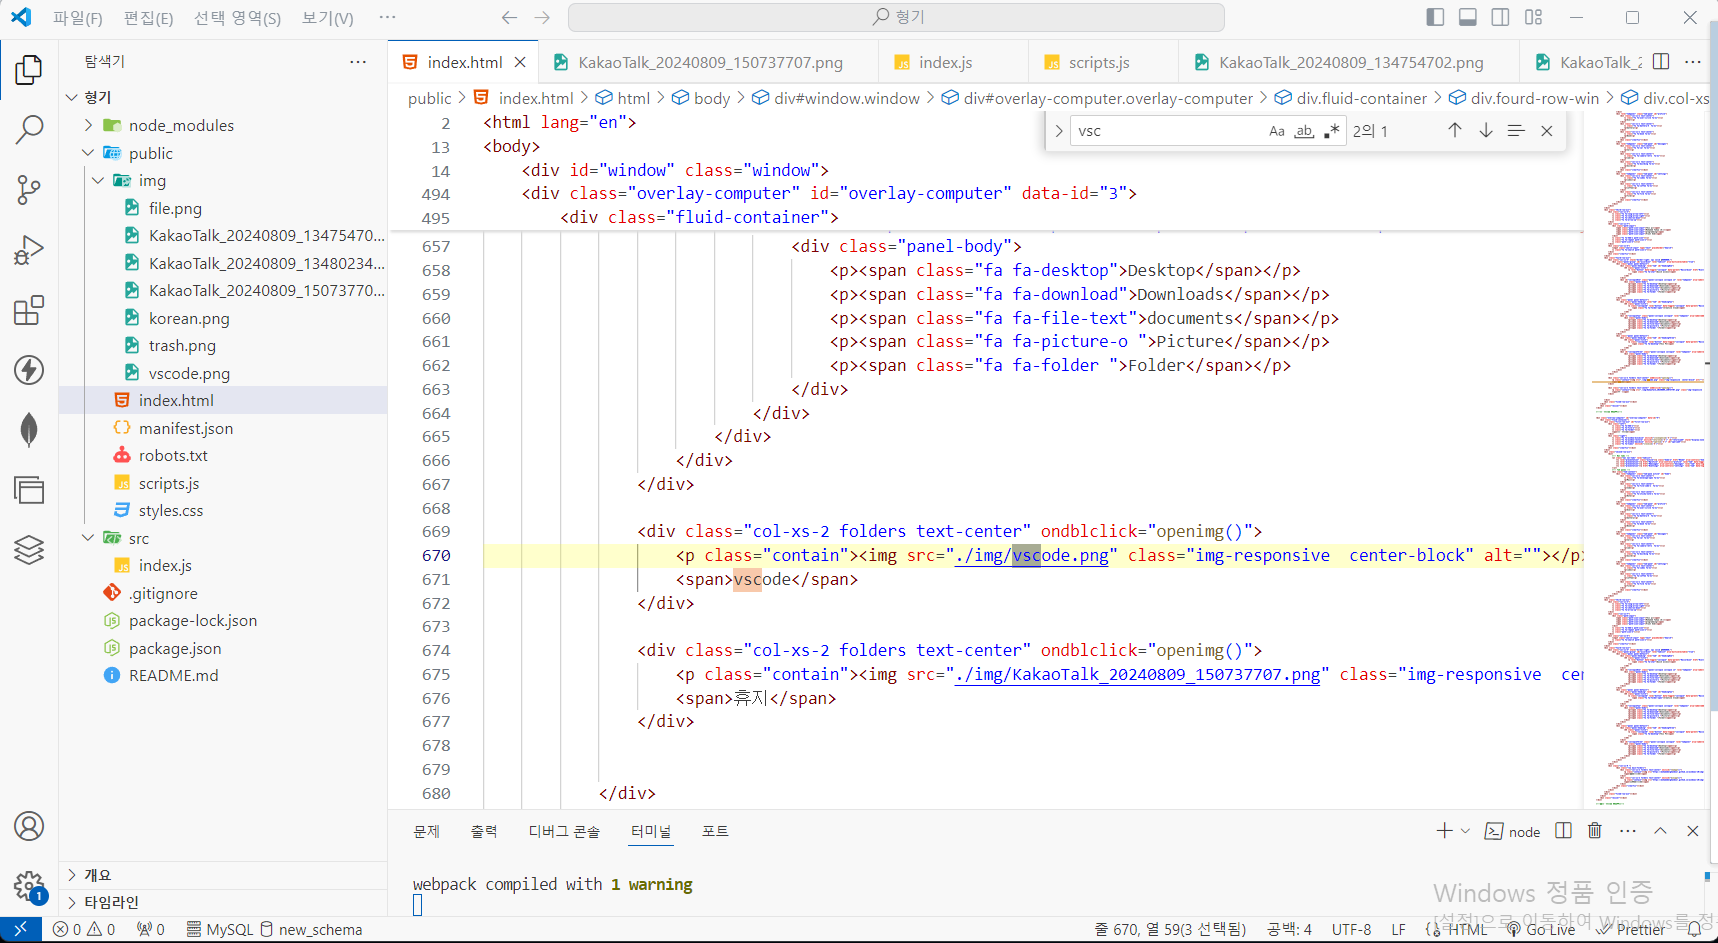 파일(F) 편집(E) 선택 영역(S) 보기(V) ··· 형기
탐색기
형기
node_modules
public
img
file.png
KakaoTalk_20240809_13475470...
KakaoTalk_20240809_13480234...
KakaoTalk_20240809_15073770...
korean.png
trash.png
vscode.png
index.html
manifest.json
robots.txt
scripts.js
styles.css
src
index.js
.gitignore
package-lock.json
package.json
README.md
개요
타임라인
index.html KakaoTalk_20240809_150737707.png index.js scripts.js KakaoTalk_20240809_134754702.png KakaoTalk_2
public > index.html > html > body > div#window.window > div#overlay-computer.overlay-computer > div.fluid-container > div.fourd-row-win > div.col-xs
vsc Aa ab 2의 1
2 <html lang="en">
13 <body>
14 <div id="window" class="window">
494 <div class="overlay-computer" id="overlay-computer" data-id="3">
495 <div class="fluid-container">
657 <div class="panel-body">
658 <p><span class="fa fa-desktop">Desktop</span></p>
659 <p><span class="fa fa-download">Downloads</span></p>
660 <p><span class="fa fa-file-text">documents</span></p>
661 <p><span class="fa fa-picture-o ">Picture</span></p>
662 <p><span class="fa fa-folder ">Folder</span></p>
663 </div>
664 </div>
665 </div>
666 </div>
667 </div>
668
669 <div class="col-xs-2 folders text-center" ondblclick="openimg()">
670 <p class="contain"><img src="./img/vscode.png" class="img-responsive  center-block" alt=""></p>
671 <span>vscode</span>
672 </div>
673
674 <div class="col-xs-2 folders text-center" ondblclick="openimg()">
675 <p class="contain"><img src="./img/KakaoTalk_20240809_150737707.png" class="img-responsive  cen
676 <span>휴지</span>
677 </div>
678
679
680 </div>
문제 출력 디버그 콘솔 터미널 포트 node
webpack compiled with 1 warning
Windows 정품 인증
[설정]으로 이동하여 Windows를 정
1
0 0 0 MySQL new_schema 줄 670, 열 59(3 선택됨) 공백: 4 UTF-8 LF HTML Go Live Prettier